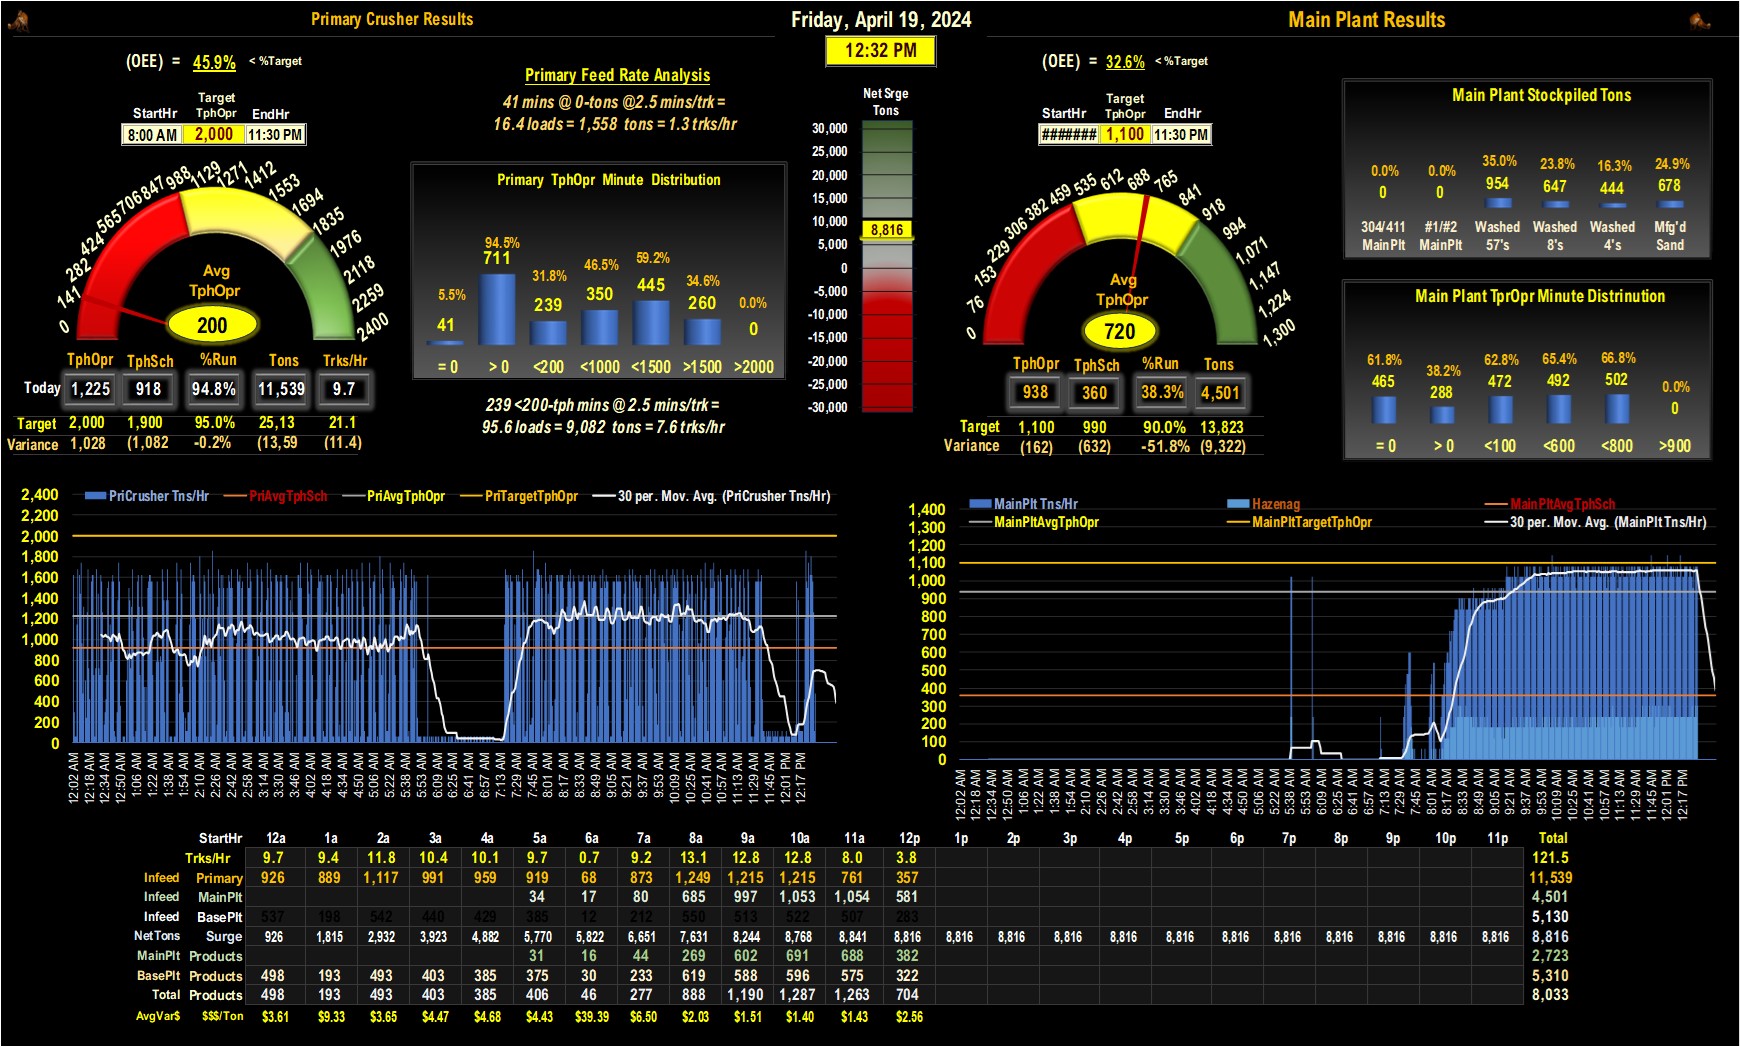 Primary Crusher Results
Friday, April 19, 2024
Main Plant Results
12:32 PM
(OEE) = 45.9% < %Target
Target
StartHr TphOpr EndHr
8:00 AM 2,000 11:30 PM
0 141 282 424 565 706 847 988 1129 1271 1412 1553 1694 1835 1976 2118 2259 2400
Avg
TphOpr
200
TphOpr TphSch %Run Tons Trks/Hr
Today 1,225 918 94.8% 11,539 9.7
Target 2,000 1,900 95.0% 25,13 21.1
Variance 1,028 (1,082 -0.2% (13,59 (11.4)
Primary Feed Rate Analysis
41 mins @ 0-tons @2.5 mins/trk =
16.4 loads = 1,558 tons = 1.3 trks/hr
Primary TphOpr Minute Distribution
5.5% 94.5% 31.8% 46.5% 59.2% 34.6% 0.0%
41 711 239 350 445 260 0
= 0 > 0 <200 <1000 <1500 >1500 >2000
239 <200-tph mins @ 2.5 mins/trk =
95.6 loads = 9,082 tons = 7.6 trks/hr
Net Srge
Tons
30,000
25,000
20,000
15,000
10,000
8,816
5,000
0
-5,000
-10,000
-15,000
-20,000
-25,000
-30,000
(OEE) = 32.6% < %Target
Target
StartHr TphOpr EndHr
####### 1,100 11:30 PM
0 76 153 229 306 382 459 535 612 688 765 841 918 994 1,071 1,147 1,224 1,300
Avg
TphOpr
720
TphOpr TphSch %Run Tons
938 360 38.3% 4,501
Target 1,100 990 90.0% 13,823
Variance (162) (632) -51.8% (9,322)
Main Plant Stockpiled Tons
0.0% 0.0% 35.0% 23.8% 16.3% 24.9%
0 0 954 647 444 678
304/411 #1/#2 Washed Washed Washed Mfg'd
MainPlt MainPlt 57's 8's 4's Sand
Main Plant TprOpr Minute Distrinution
61.8% 38.2% 62.8% 65.4% 66.8% 0.0%
465 288 472 492 502 0
= 0 > 0 <100 <600 <800 >900
PriCrusher Tns/Hr PriAvgTphSch PriAvgTphOpr PriTargetTphOpr 30 per. Mov. Avg. (PriCrusher Tns/Hr)
2,400
2,200
2,000
1,800
1,600
1,400
1,200
1,000
800
600
400
200
0
12:02 AM 12:18 AM 12:34 AM 12:50 AM 1:06 AM 1:22 AM 1:38 AM 1:54 AM 2:10 AM 2:26 AM 2:42 AM 2:58 AM 3:14 AM 3:30 AM 3:46 AM 4:02 AM 4:18 AM 4:34 AM 4:50 AM 5:06 AM 5:22 AM 5:38 AM 5:53 AM 6:09 AM 6:25 AM 6:41 AM 6:57 AM 7:13 AM 7:29 AM 7:45 AM 8:01 AM 8:17 AM 8:33 AM 8:49 AM 9:05 AM 9:21 AM 9:37 AM 9:53 AM 10:09 AM 10:25 AM 10:41 AM 10:57 AM 11:13 AM 11:29 AM 11:45 AM 12:01 PM 12:17 PM
MainPlt Tns/Hr Hazenag MainPltAvgTphSch
MainPltAvgTphOpr MainPltTargetTphOpr 30 per. Mov. Avg. (MainPlt Tns/Hr)
1,400
1,300
1,200
1,100
1,000
900
800
700
600
500
400
300
200
100
0
12:02 AM 12:18 AM 12:34 AM 12:50 AM 1:06 AM 1:22 AM 1:38 AM 1:54 AM 2:10 AM 2:26 AM 2:42 AM 2:58 AM 3:14 AM 3:30 AM 3:46 AM 4:02 AM 4:18 AM 4:34 AM 4:50 AM 5:06 AM 5:22 AM 5:38 AM 5:53 AM 6:09 AM 6:25 AM 6:41 AM 6:57 AM 7:13 AM 7:29 AM 7:45 AM 8:01 AM 8:17 AM 8:33 AM 8:49 AM 9:05 AM 9:21 AM 9:37 AM 9:53 AM 10:09 AM 10:25 AM 10:41 AM 10:57 AM 11:13 AM 11:29 AM 11:45 AM 12:01 PM 12:17 PM
StartHr 12a 1a 2a 3a 4a 5a 6a 7a 8a 9a 10a 11a 12p 1p 2p 3p 4p 5p 6p 7p 8p 9p 10p 11p Total
Trks/Hr 9.7 9.4 11.8 10.4 10.1 9.7 0.7 9.2 13.1 12.8 12.8 8.0 3.8 121.5
Infeed Primary 926 889 1,117 991 959 919 68 873 1,249 1,215 1,215 761 357 11,539
Infeed MainPlt 34 17 80 685 997 1,053 1,054 581 4,501
Infeed BasePlt 537 198 542 440 429 385 12 212 550 513 522 507 283 5,130
NetTons Surge 926 1,815 2,932 3,923 4,882 5,770 5,822 6,651 7,631 8,244 8,768 8,841 8,816 8,816 8,816 8,816 8,816 8,816 8,816 8,816 8,816 8,816 8,816 8,816 8,816
MainPlt Products 31 16 44 269 602 691 688 382 2,723
BasePlt Products 498 193 493 403 385 375 30 233 619 588 596 575 322 5,310
Total Products 498 193 493 403 385 406 46 277 888 1,190 1,287 1,263 704 8,033
AvgVar$ $$$/Ton $3.61 $9.33 $3.65 $4.47 $4.68 $4.43 $39.39 $6.50 $2.03 $1.51 $1.40 $1.43 $2.56